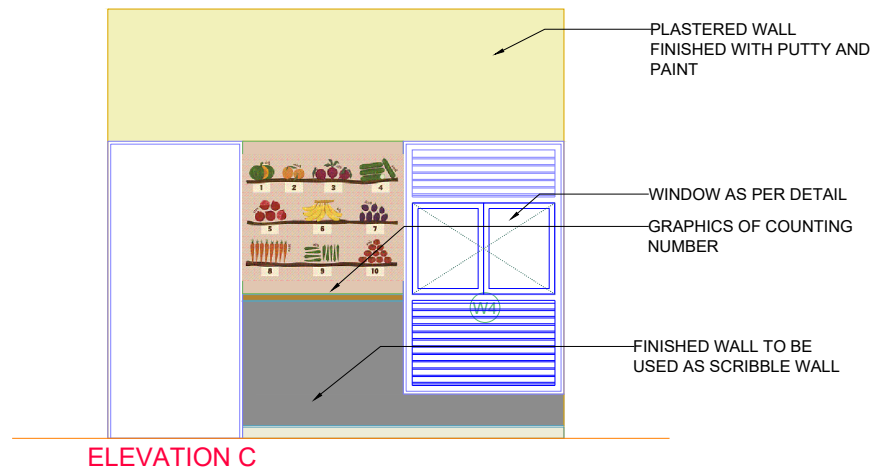 PLASTERED WALL
FINISHED WITH PUTTY AND
PAINT
1 2 3 4
WINDOW AS PER DETAIL
GRAPHICS OF COUNTING
NUMBER
5 6 7
8 9 10
W4
FINISHED WALL TO BE
USED AS SCRIBBLE WALL
ELEVATION C